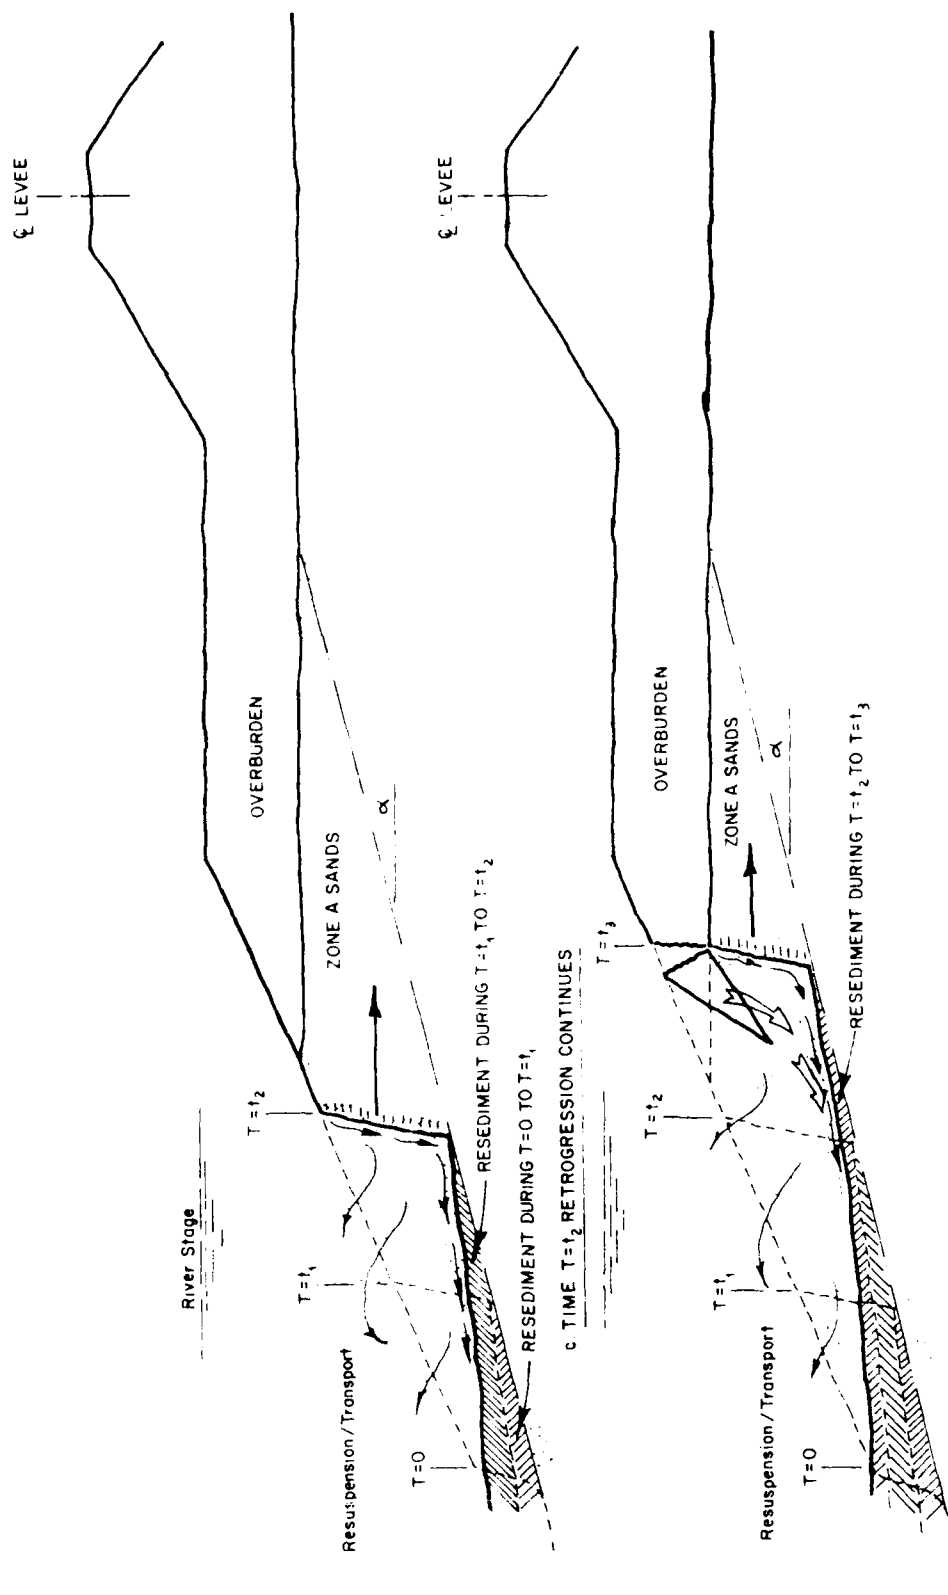 ℄ LEVEE
OVERBURDEN
ZONE A SANDS
α
River Stage
T=t₂
T=t₁
T=0
Resuspension/Transport
RESEDIMENT DURING T=t₁ TO T=t₂
RESEDIMENT DURING T=0 TO T=t₁
c TIME T=t₂ RETROGRESSION CONTINUES
℄ LEVEE
OVERBURDEN
ZONE A SANDS
α
T=t₃
T=t₂
T=t₁
T=0
Resuspension/Transport
RESEDIMENT DURING T=t₂ TO T=t₃